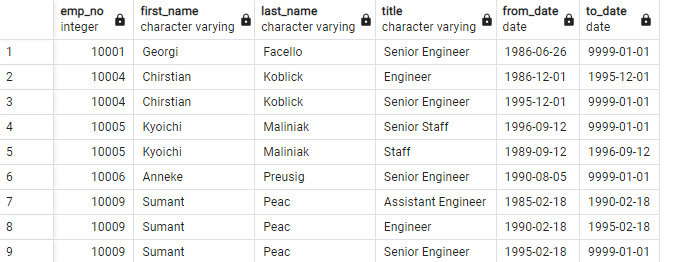 emp_no first_name last_name title from_date to_date
integer character varying character varying character varying date date
1 10001 Georgi Facello Senior Engineer 1986-06-26 9999-01-01
2 10004 Chirstian Koblick Engineer 1986-12-01 1995-12-01
3 10004 Chirstian Koblick Senior Engineer 1995-12-01 9999-01-01
4 10005 Kyoichi Maliniak Senior Staff 1996-09-12 9999-01-01
5 10005 Kyoichi Maliniak Staff 1989-09-12 1996-09-12
6 10006 Anneke Preusig Senior Engineer 1990-08-05 9999-01-01
7 10009 Sumant Peac Assistant Engineer 1985-02-18 1990-02-18
8 10009 Sumant Peac Engineer 1990-02-18 1995-02-18
9 10009 Sumant Peac Senior Engineer 1995-02-18 9999-01-01